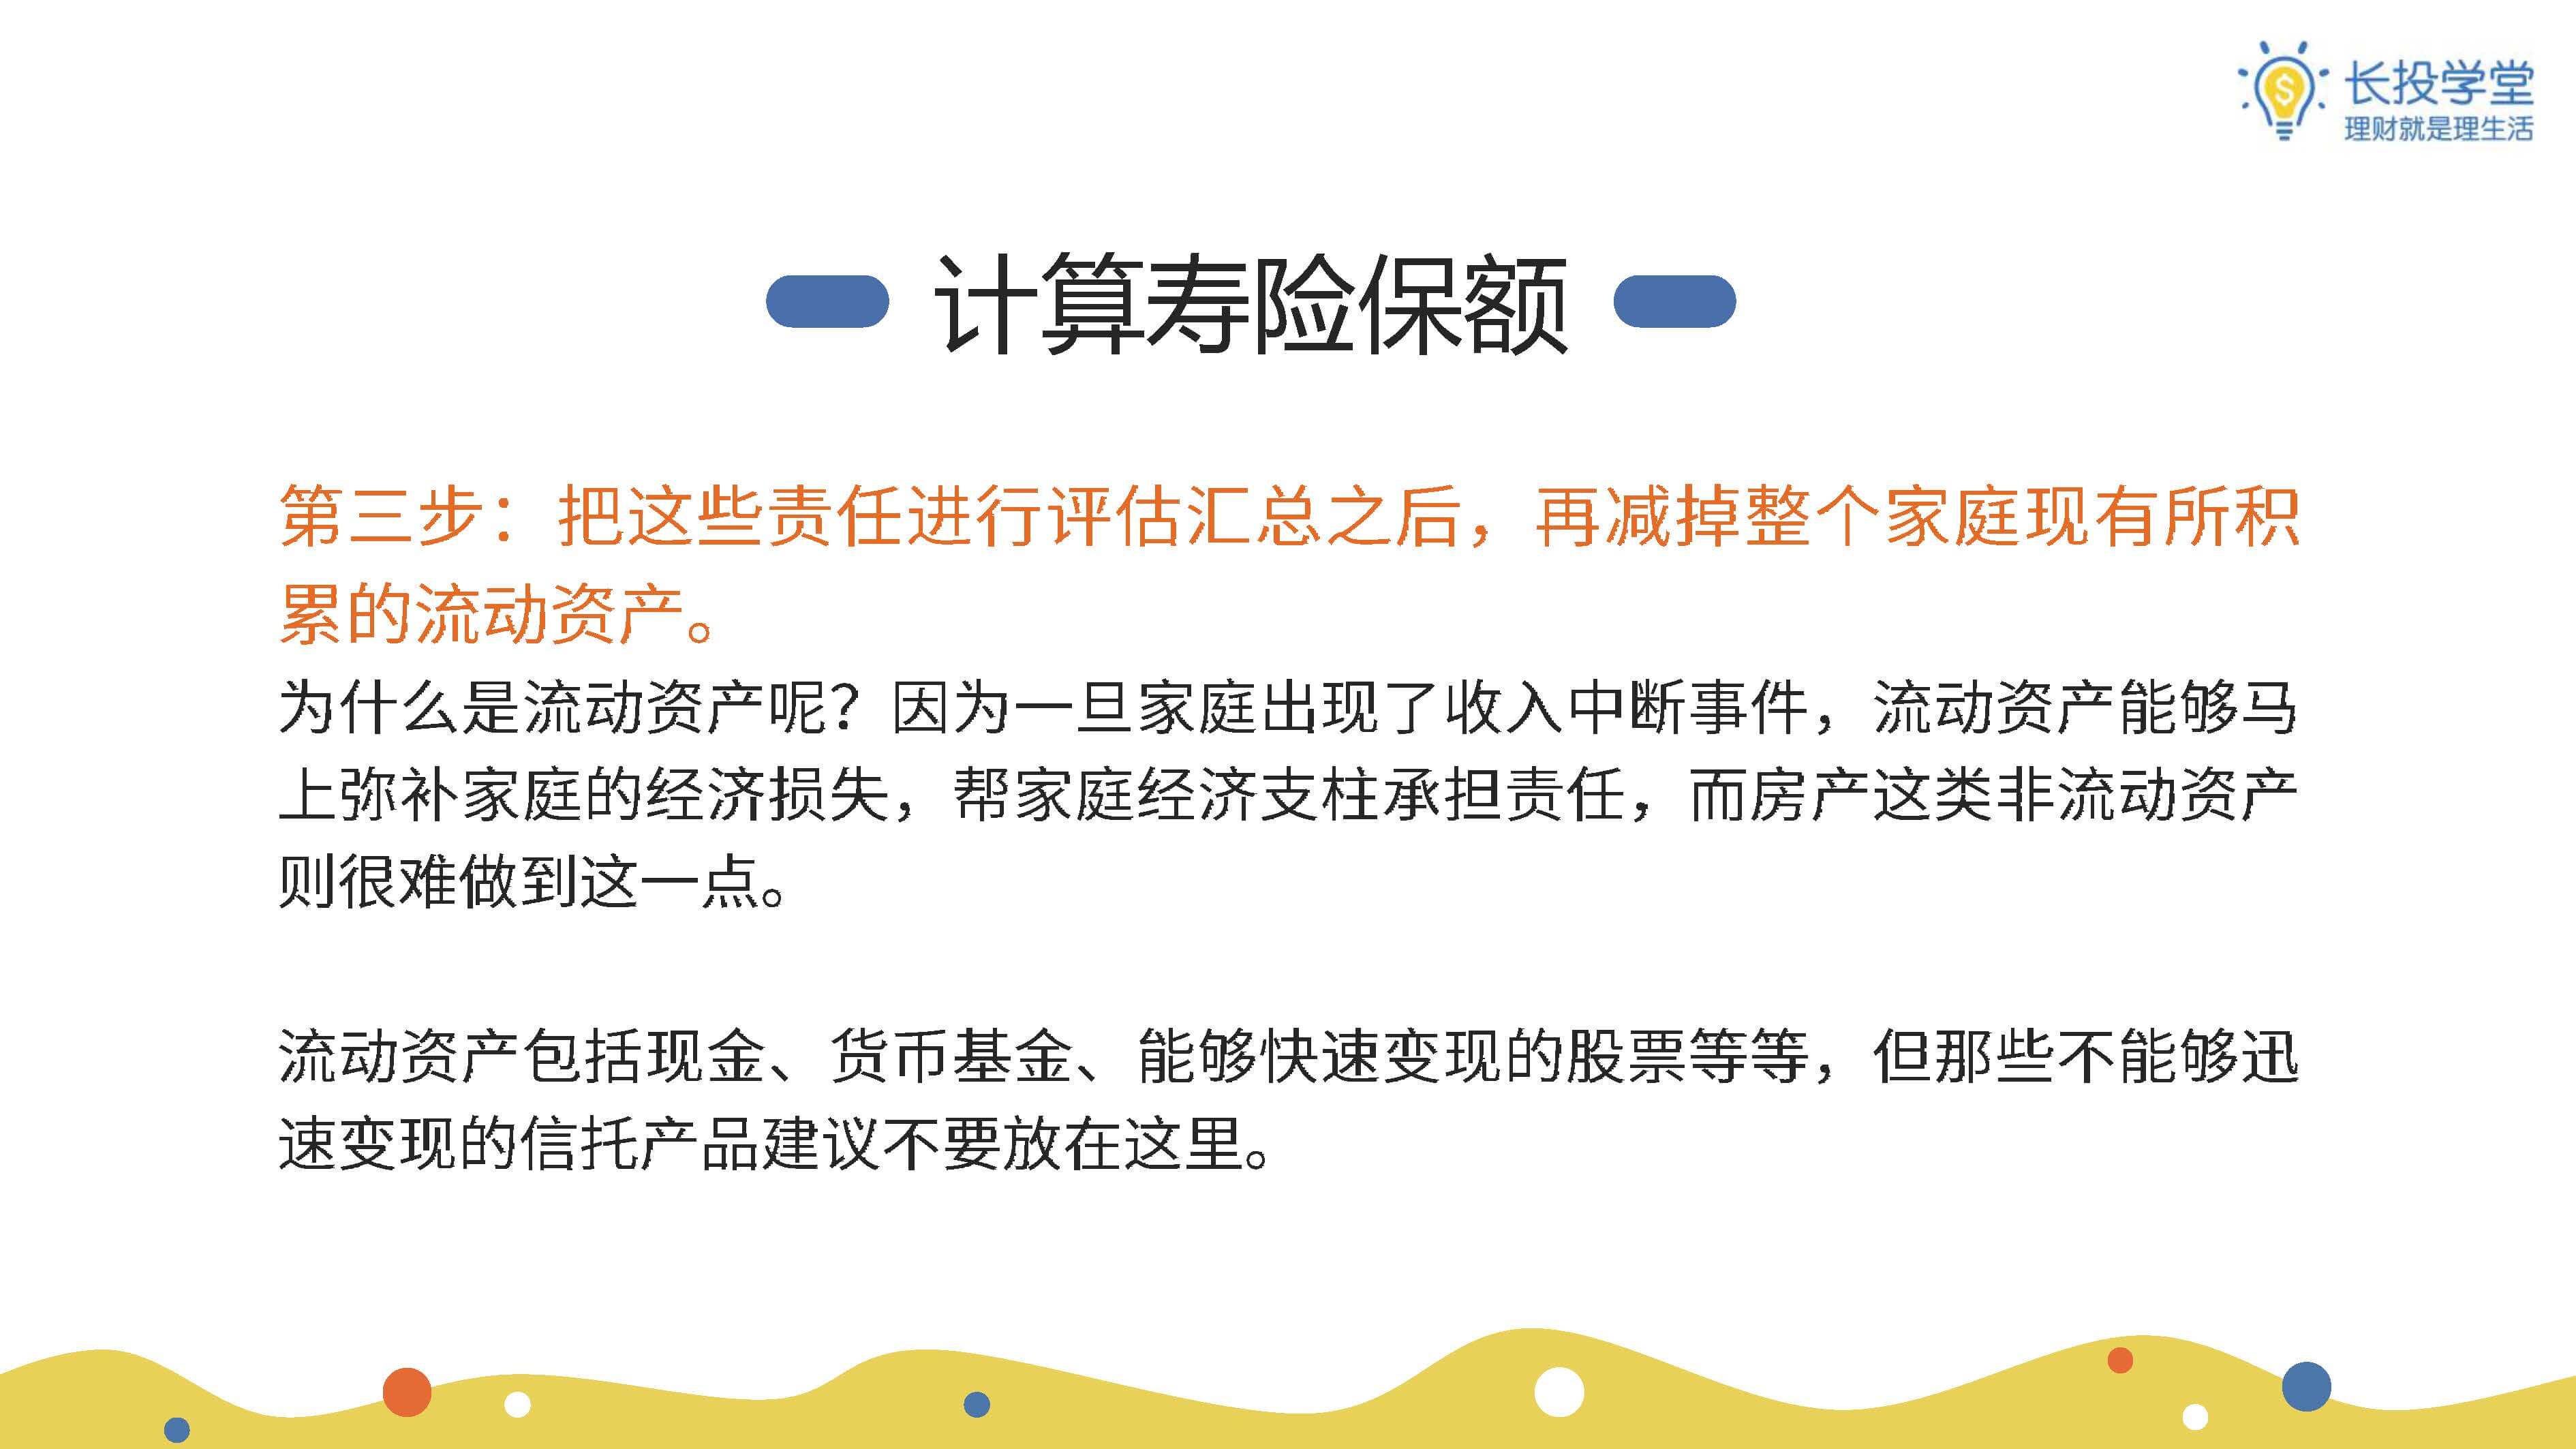 长投学堂
理财就是理生活
计算寿险保额
第三步：把这些责任进行评估汇总之后，再减掉整个家庭现有所积
累的流动资产。
为什么是流动资产呢？因为一旦家庭出现了收入中断事件，流动资产能够马
上弥补家庭的经济损失，帮家庭经济支柱承担责任，而房产这类非流动资产
则很难做到这一点。
流动资产包括现金、货币基金、能够快速变现的股票等等，但那些不能够迅
速变现的信托产品建议不要放在这里。